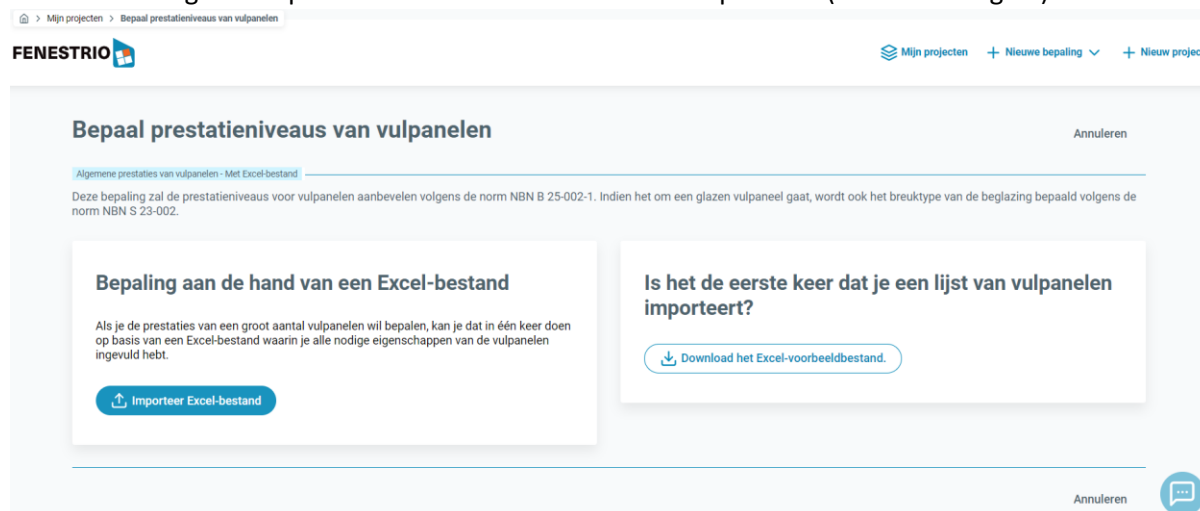 Mijn projecten > Bepaal prestatieniveaus van vulpanelen
FENESTRIO
Mijn projecten
Nieuwe bepaling
Nieuw projec
Bepaal prestatieniveaus van vulpanelen
Annuleren
Algemene prestaties van vulpanelen - Met Excel-bestand
Deze bepaling zal de prestatieniveaus voor vulpanelen aanbevelen volgens de norm NBN B 25-002-1. Indien het om een glazen vulpaneel gaat, wordt ook het breuktype van de beglazing bepaald volgens de
norm NBN S 23-002.
Bepaling aan de hand van een Excel-bestand
Als je de prestaties van een groot aantal vulpanelen wil bepalen, kan je dat in één keer doen
op basis van een Excel-bestand waarin je alle nodige eigenschappen van de vulpanelen
ingevuld hebt.
Importeer Excel-bestand
Is het de eerste keer dat je een lijst van vulpanelen
importeert?
Download het Excel-voorbeeldbestand.
Annuleren